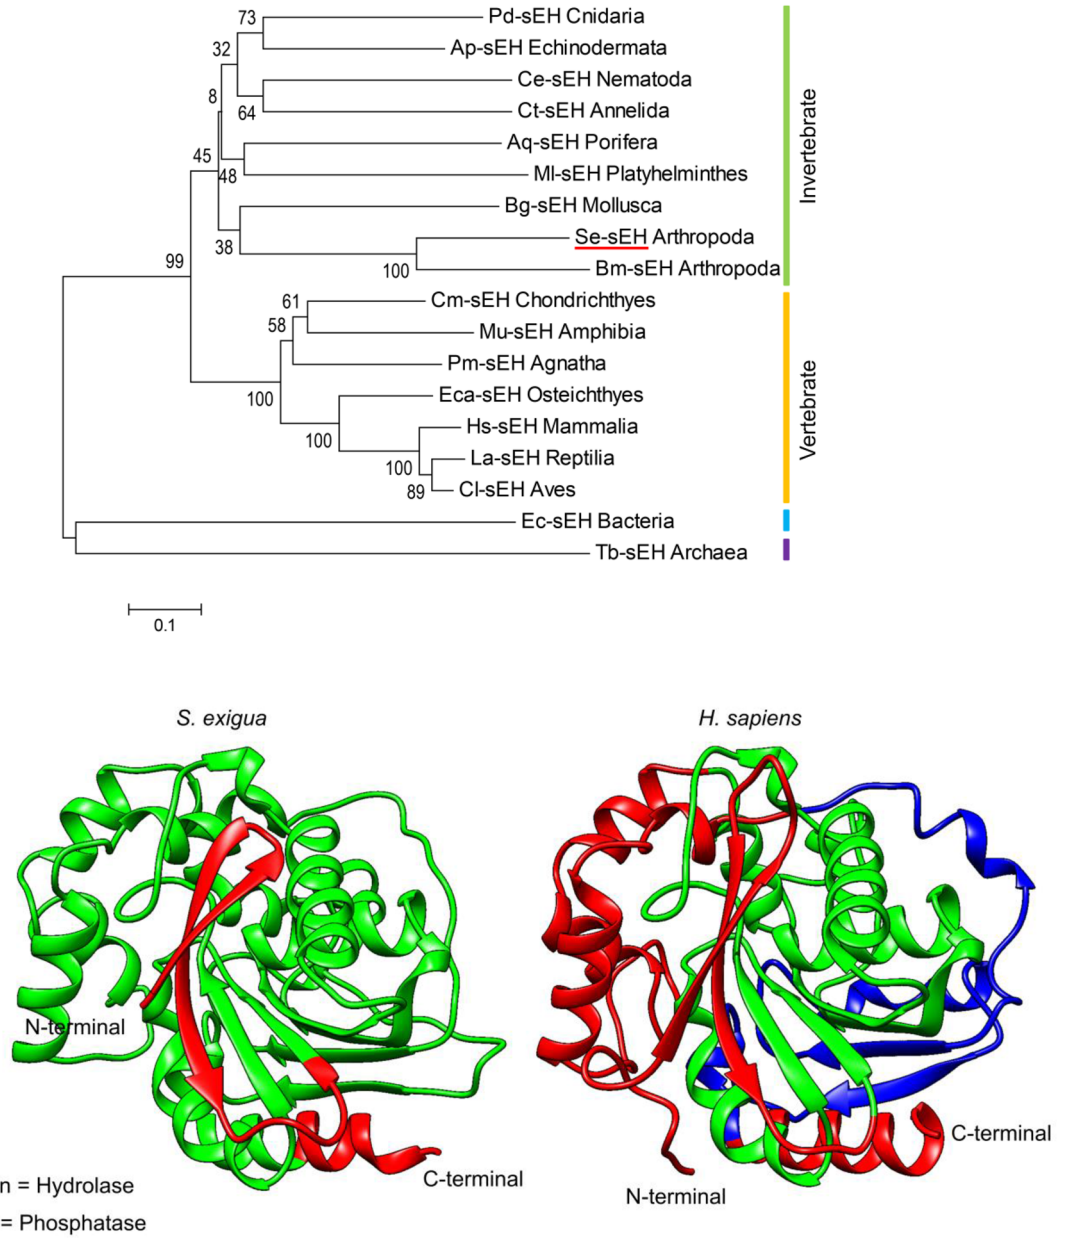 73
Pd-sEH Cnidaria
32
Ap-sEH Echinodermata
Ce-sEH Nematoda
8
64
Ct-sEH Annelida
Aq-sEH Porifera
45
48
Ml-sEH Platyhelminthes
Bg-sEH Mollusca
38
Se-sEH Arthropoda
100
Bm-sEH Arthropoda
Invertebrate
99
61
Cm-sEH Chondrichthyes
58
Mu-sEH Amphibia
Pm-sEH Agnatha
100
Eca-sEH Osteichthyes
100
Hs-sEH Mammalia
100
La-sEH Reptilia
89
Cl-sEH Aves
Vertebrate
Ec-sEH Bacteria
Tb-sEH Archaea
0.1
S. exigua
H. sapiens
N-terminal
C-terminal
C-terminal
N-terminal
n = Hydrolase
= Phosphatase